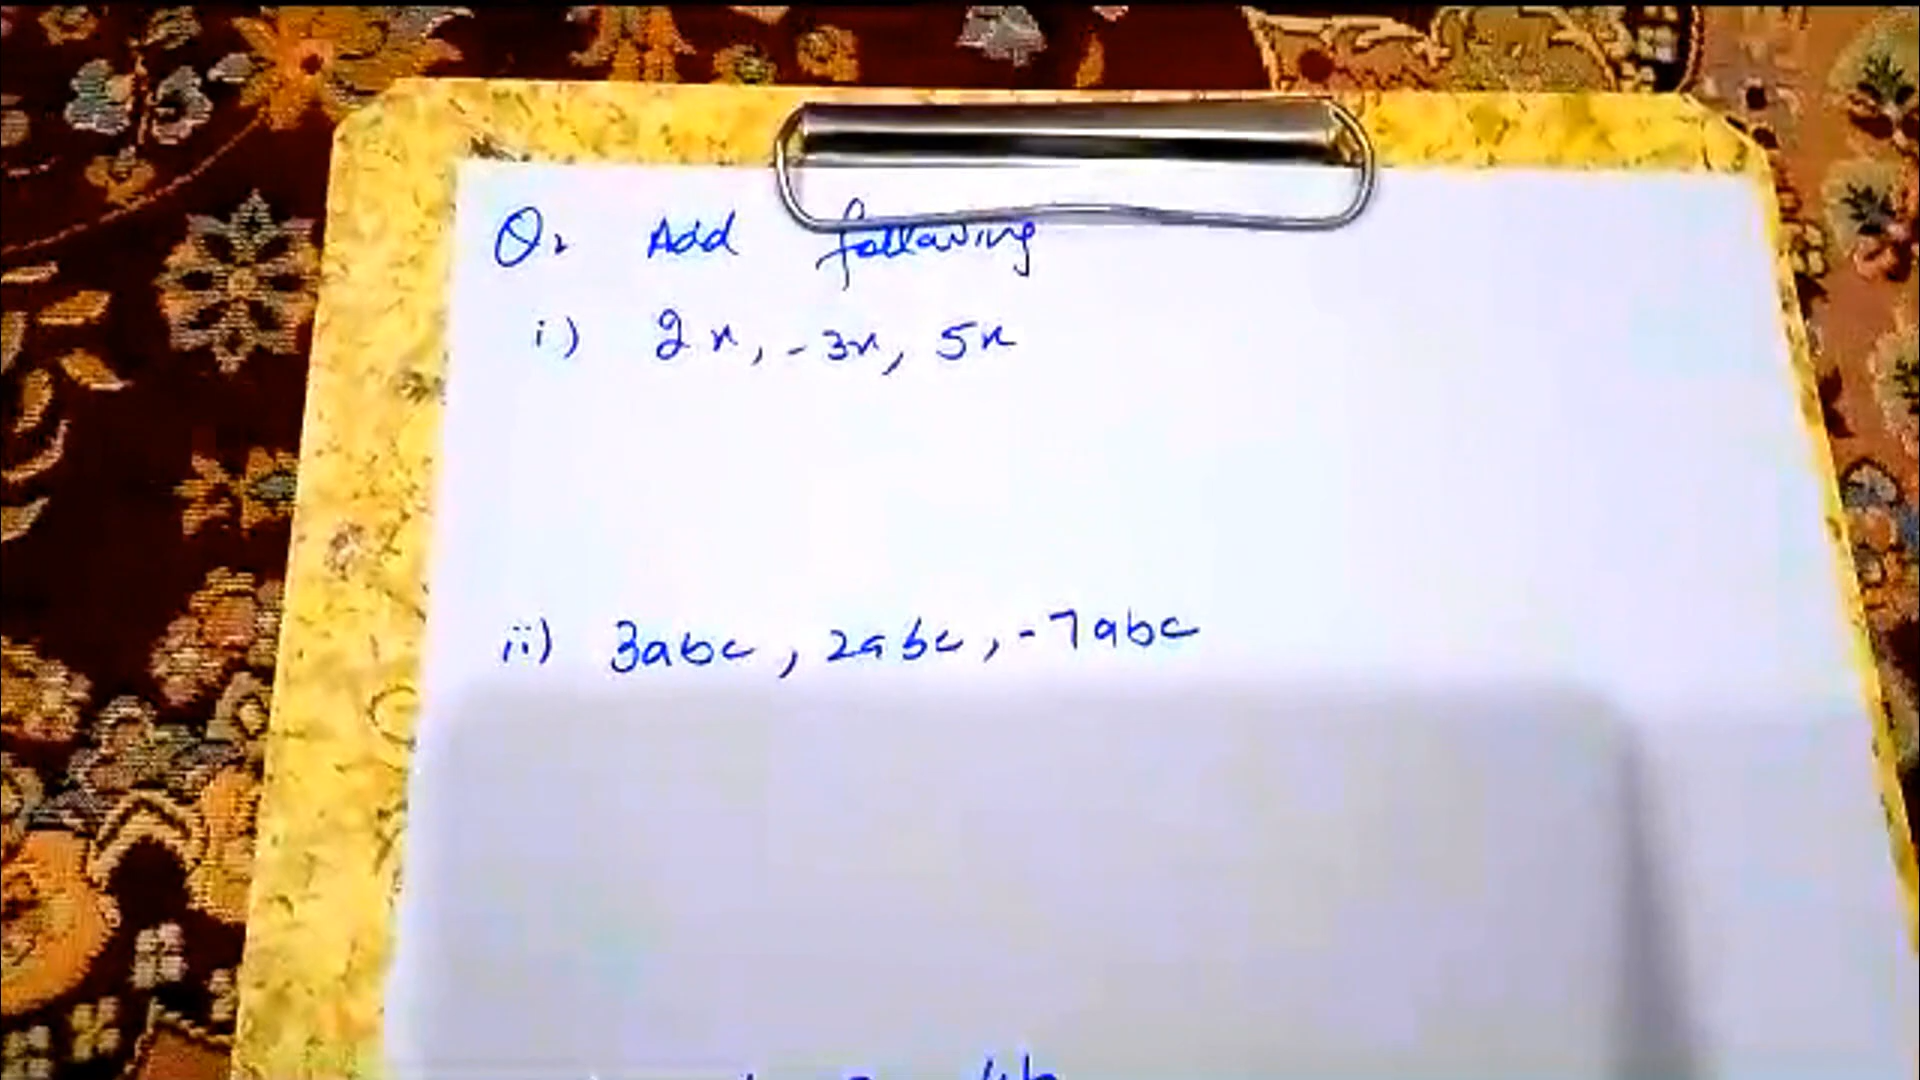 Q. Add following
i) 2x, -3x, 5x
ii) 3abc, 2abc, -7abc